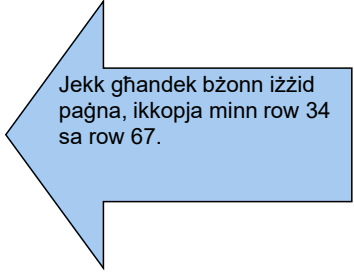 Jekk għandek bżonn iżżid
paġna, ikkopja minn row 34
sa row 67.